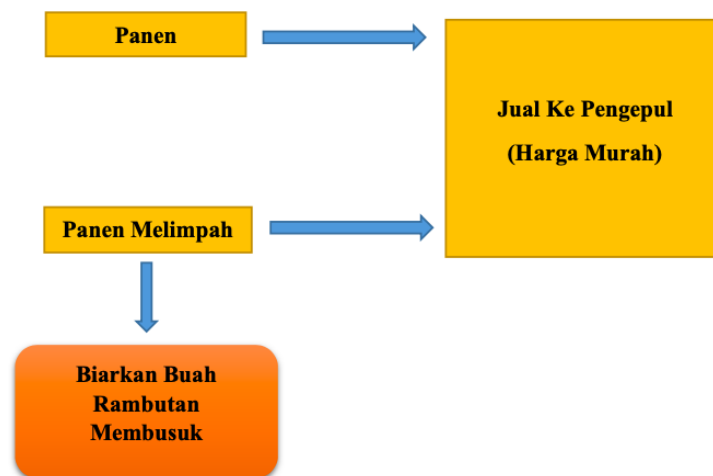 Panen
Jual Ke Pengepul
(Harga Murah)
Panen Melimpah
Biarkan Buah
Rambutan
Membusuk